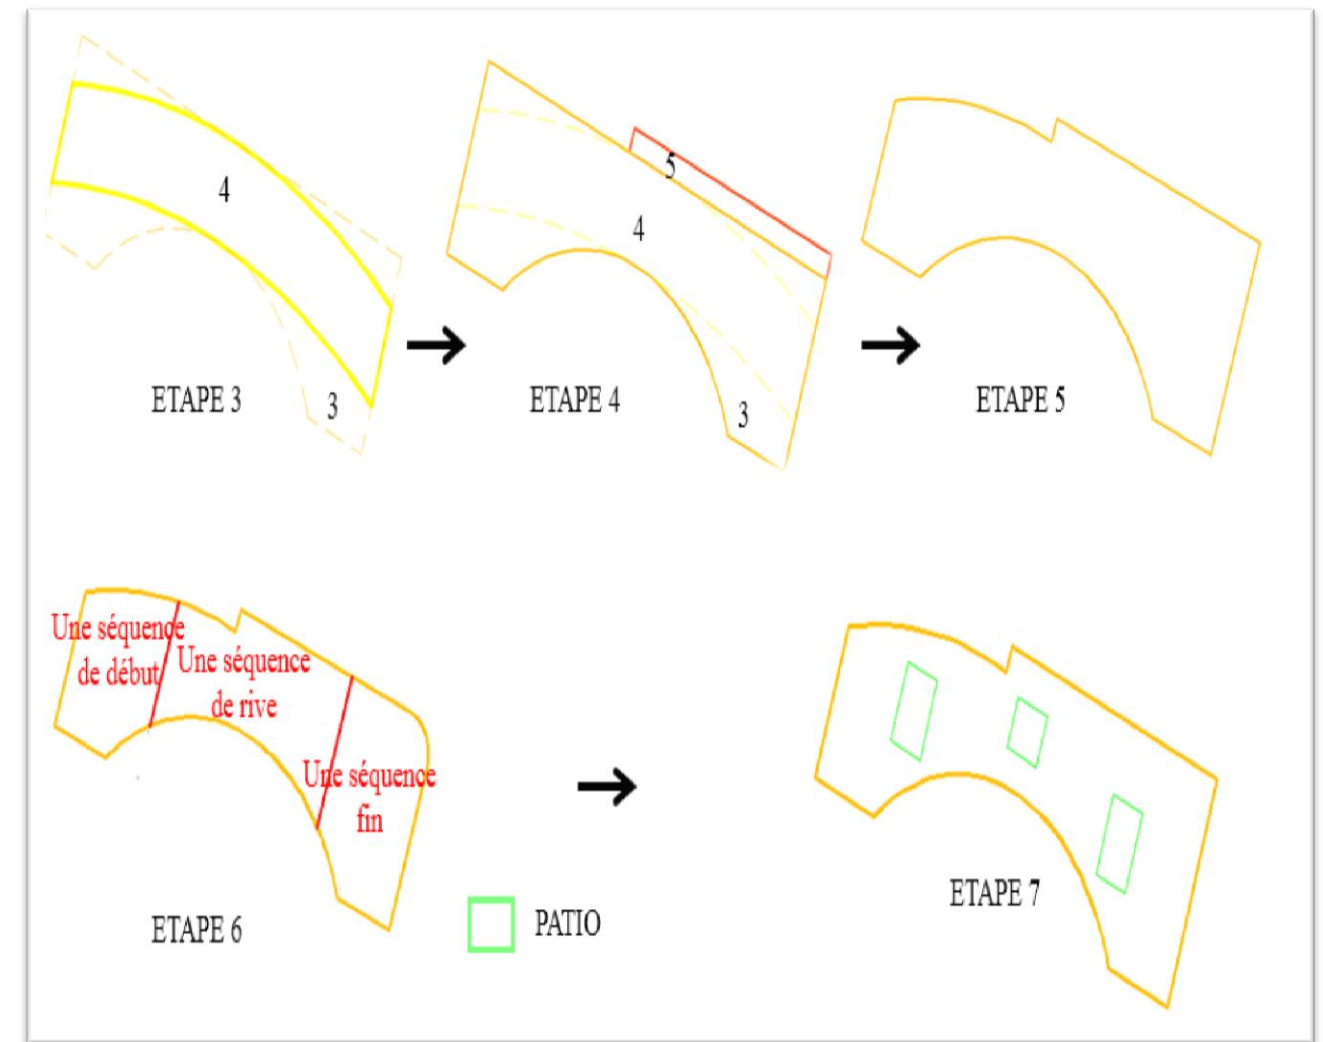 4
3
ETAPE 3
5
4
3
ETAPE 4
ETAPE 5
Une séquence
de début
Une séquence
de rive
Une séquence
fin
ETAPE 6
PATIO
ETAPE 7